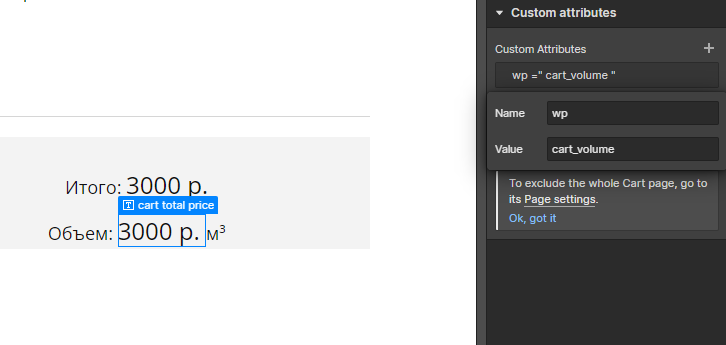 Итого: 3000 р.
cart total price
Объем: 3000 р. м³
Custom attributes
Custom Attributes
wp =" cart_volume "
Name wp
Value cart_volume
To exclude the whole Cart page, go to
its Page settings.
Ok, got it